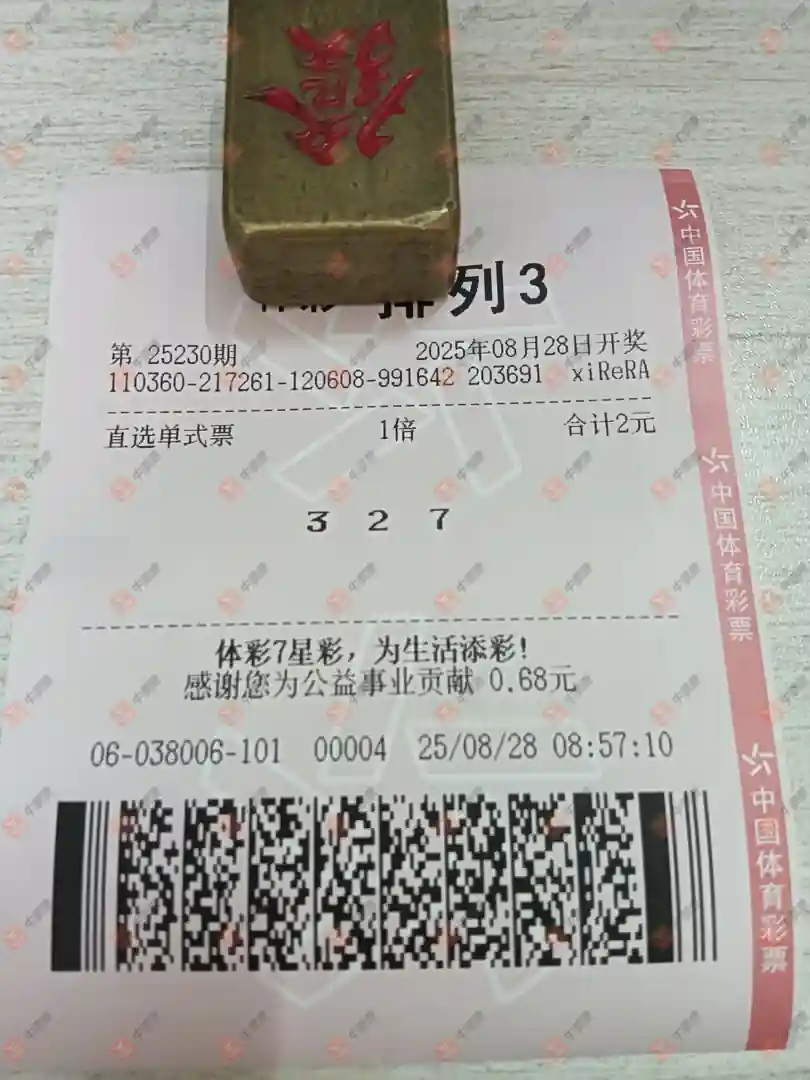 排列3
第 25230期 2025年08月28日开奖
110360-217261-120608-991642 203691 xiReRA
直选单式票 1倍 合计2元
3 2 7
体彩7星彩，为生活添彩！
感谢您为公益事业贡献 0.68元
06-038006-101 00004 25/08/28 08:57:10
中国体育彩票
中国体育彩票
中国体育彩票